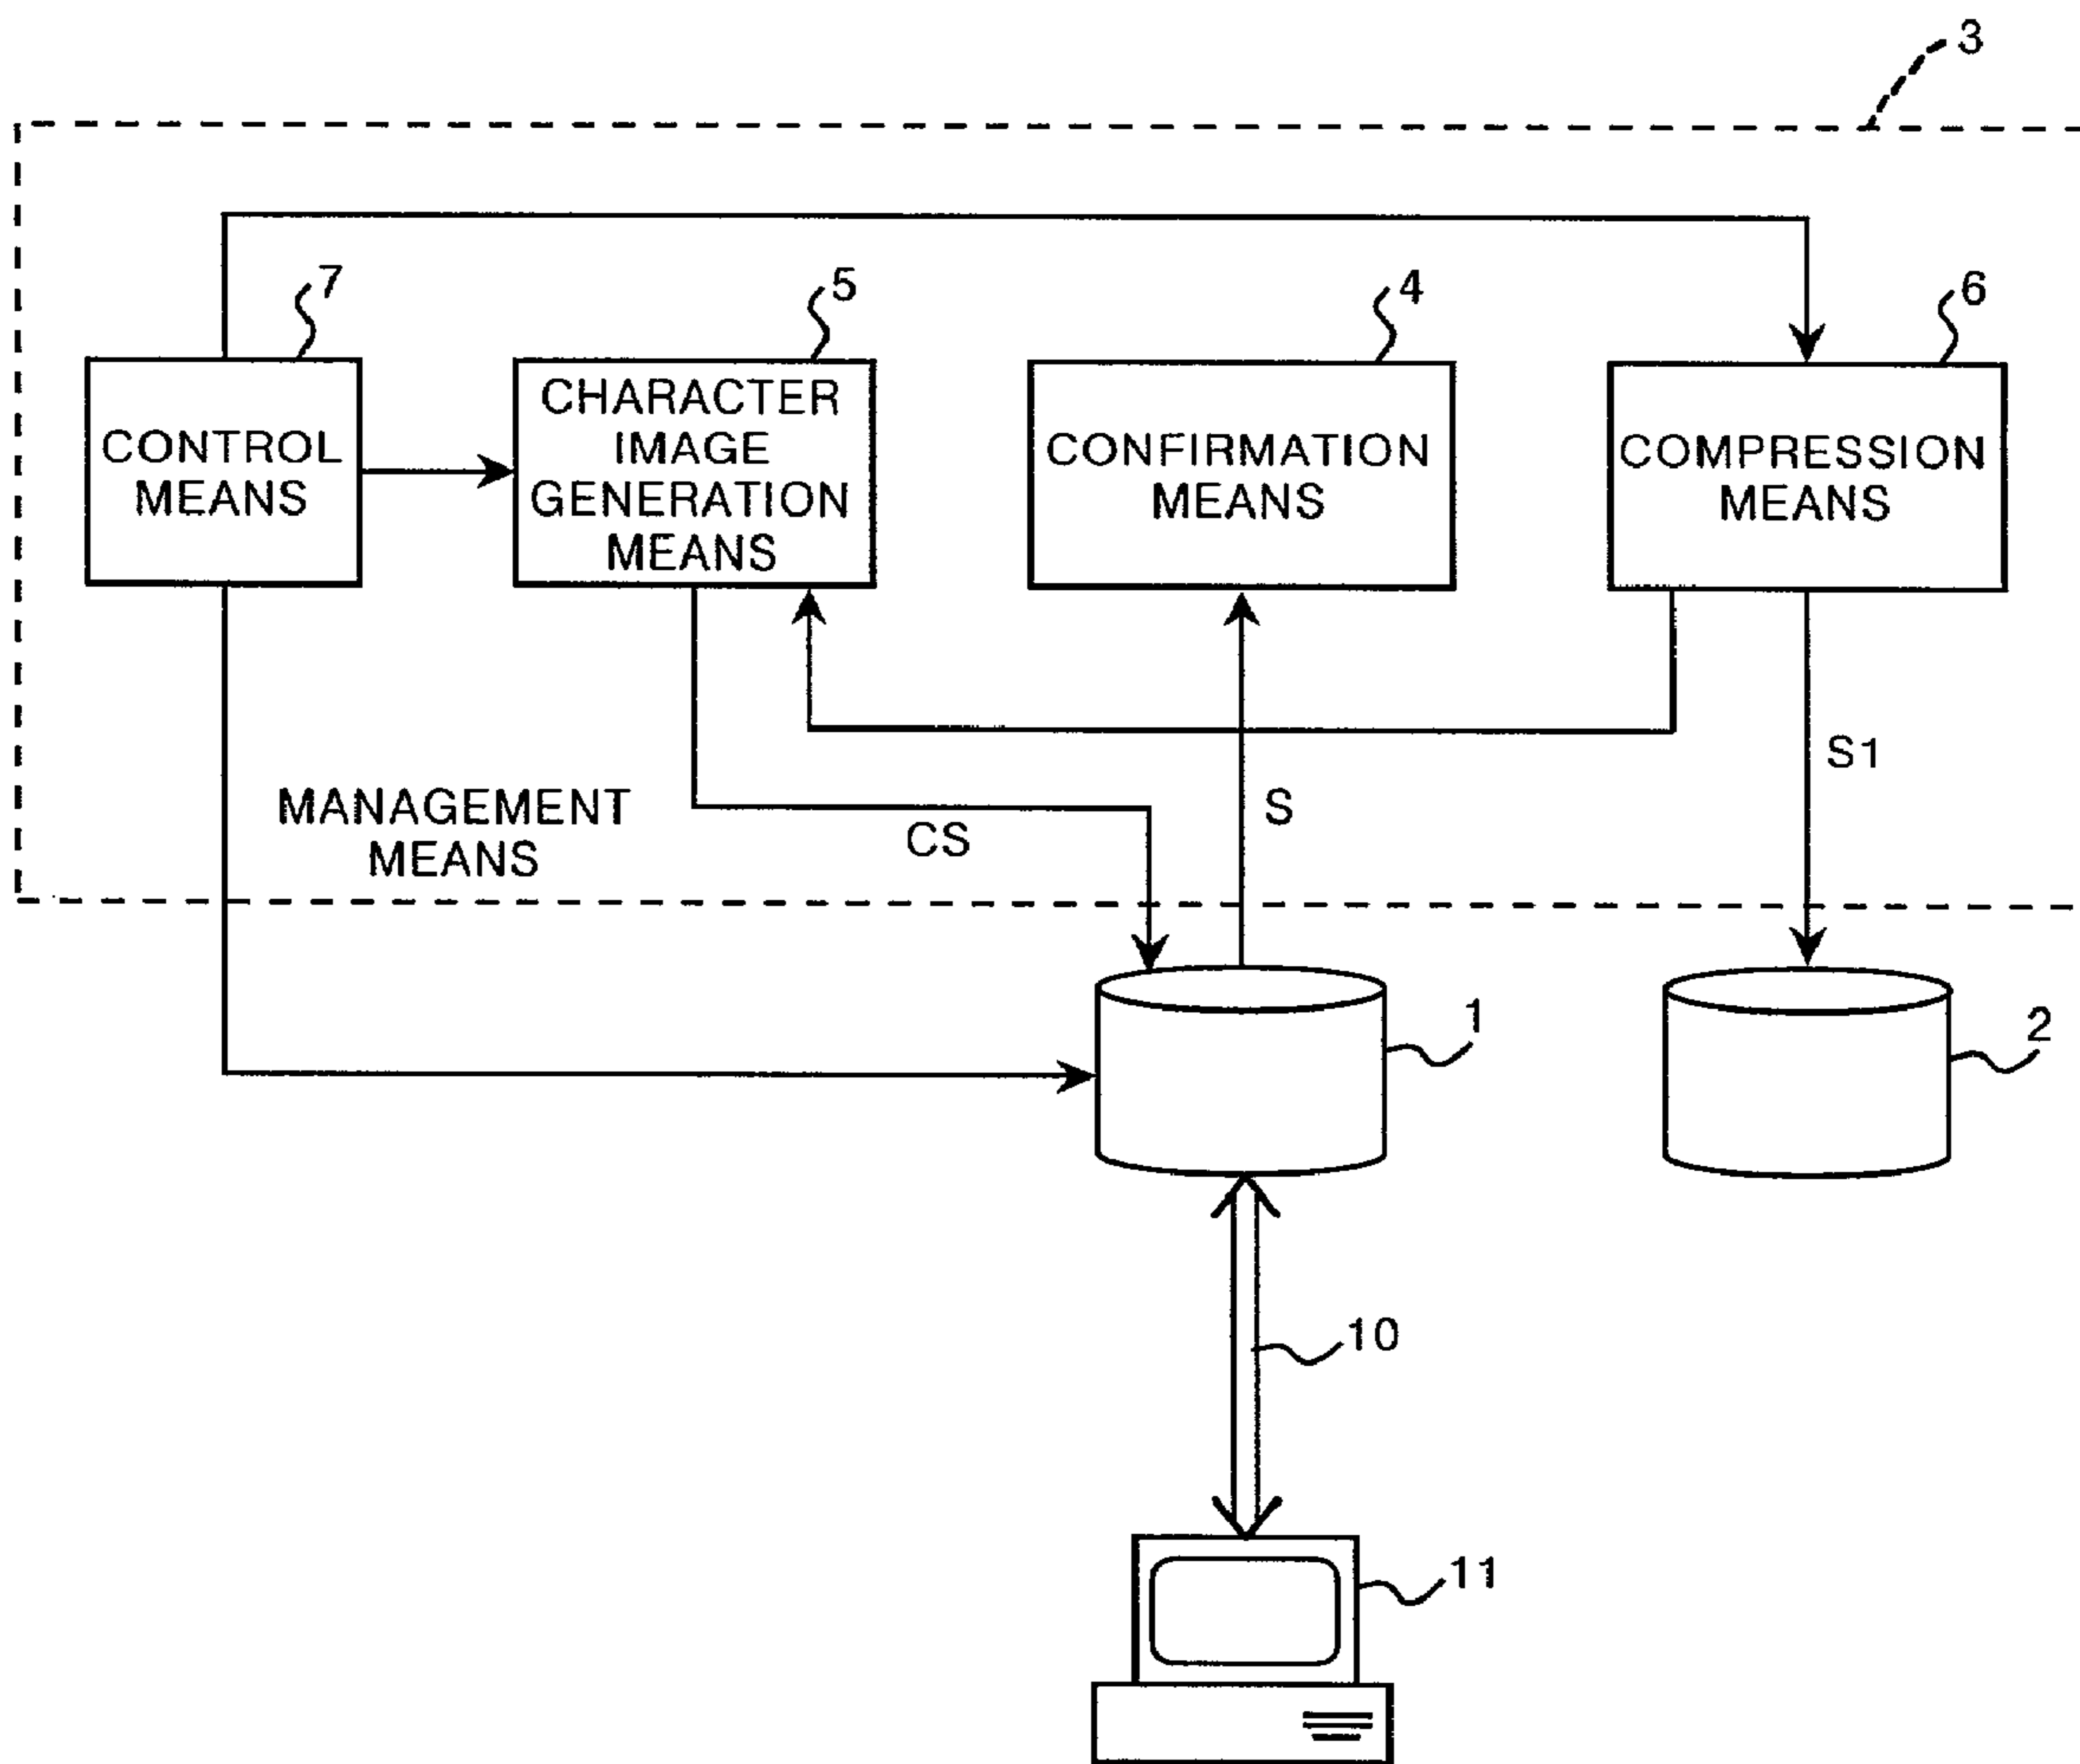 3
7
5
4
6
CONTROL
MEANS
CHARACTER
IMAGE
GENERATION
MEANS
CONFIRMATION
MEANS
COMPRESSION
MEANS
MANAGEMENT
MEANS
CS
S
S1
1
2
10
11